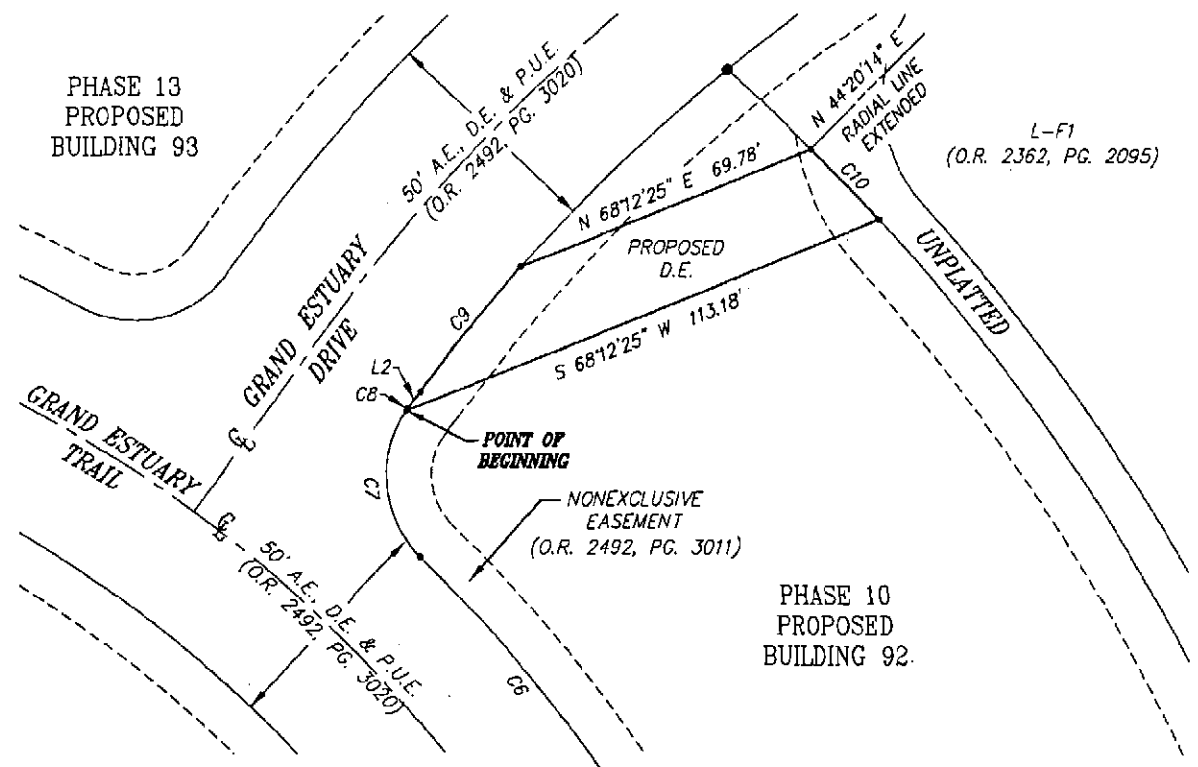 PHASE 13
PROPOSED
BUILDING 93
50' A.E., D.E. & P.U.E.
(O.R. 2492, PG. 3020)
N 44°20'14" E
RADIAL LINE
EXTENDED
L-F1
(O.R. 2362, PG. 2095)
N 68°12'25" E 69.78'
C10
PROPOSED
D.E.
UNPLATTED
GRAND ESTUARY
DRIVE
C9
S 68°12'25" W 113.18'
L2
C8
POINT OF
BEGINNING
GRAND ESTUARY
TRAIL
C7
NONEXCLUSIVE
EASEMENT
(O.R. 2492, PG. 3011)
50' A.E., D.E. & P.U.E.
(O.R. 2492, PG. 3020)
PHASE 10
PROPOSED
BUILDING 92
C6